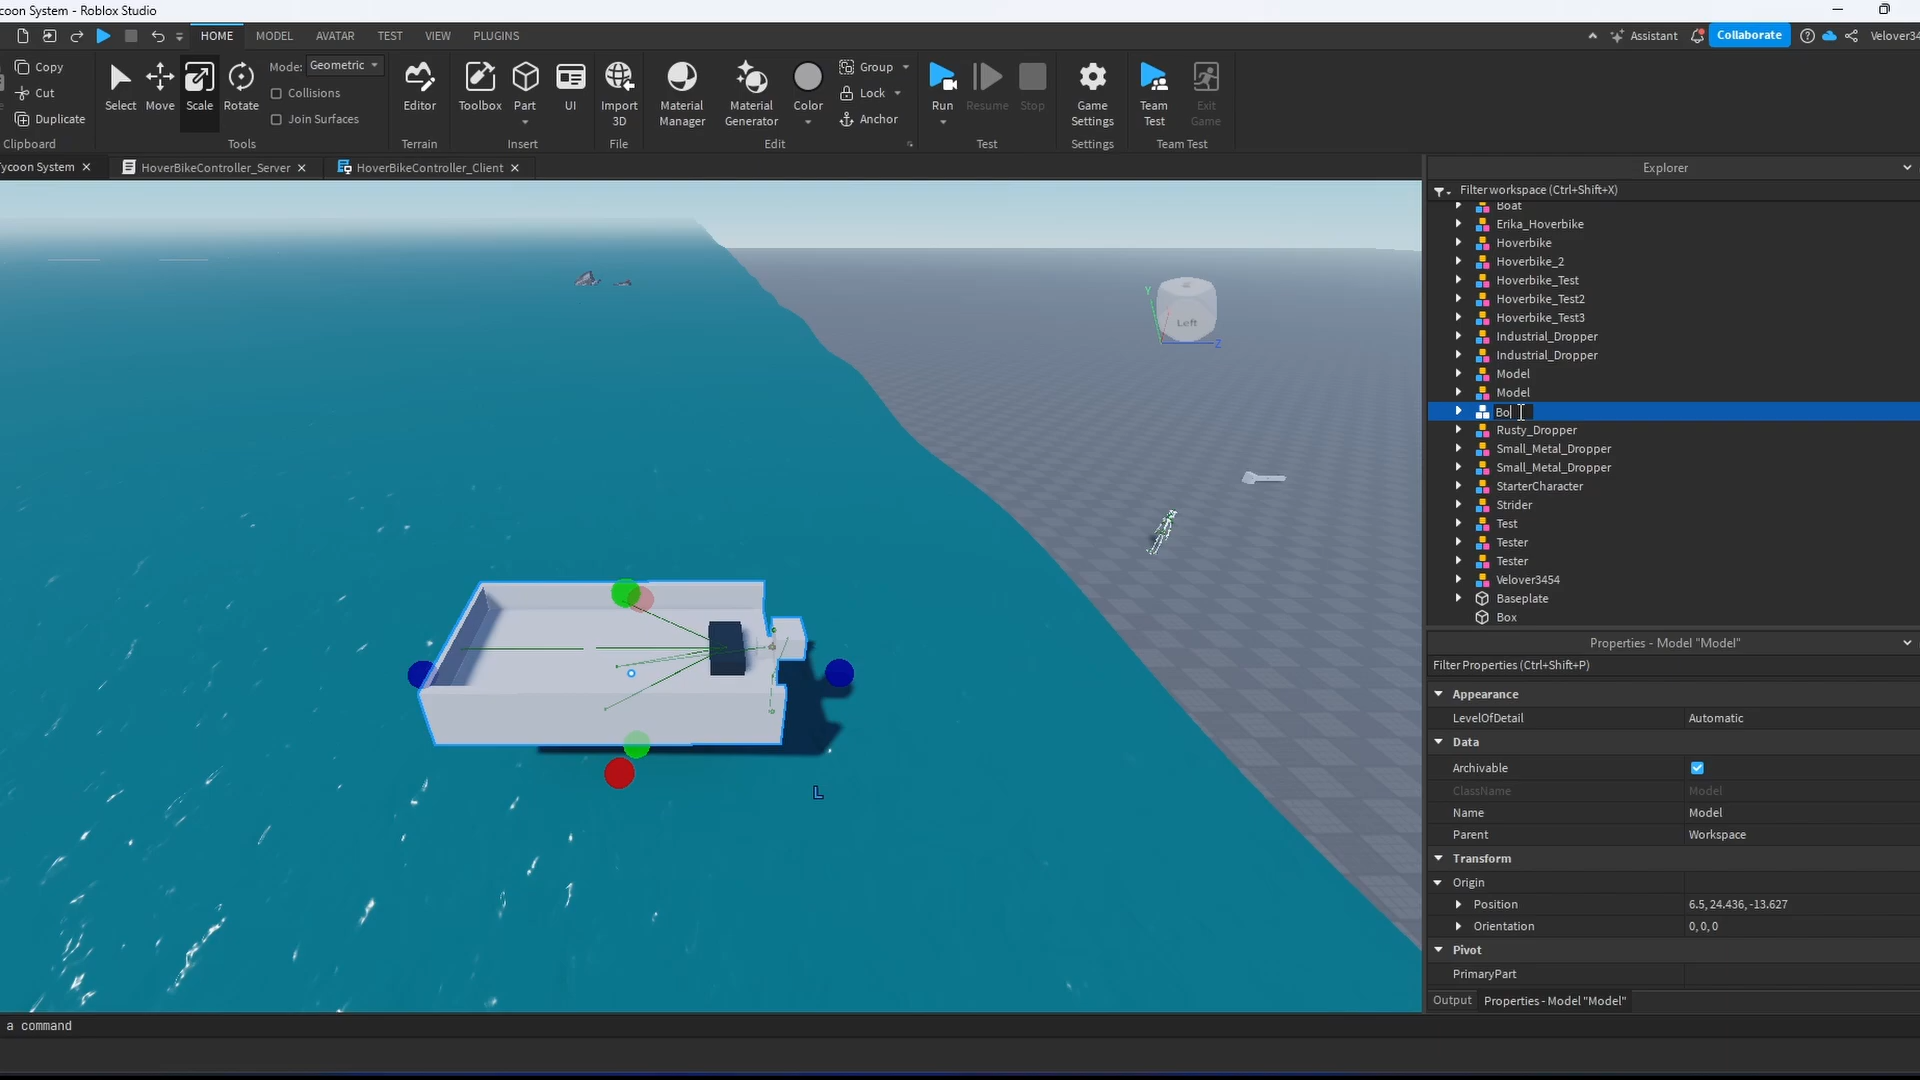 coon System - Roblox Studio
HOME MODEL AVATAR TEST VIEW PLUGINS
Assistant Collaborate Velover34
Copy
Cut
Duplicate
Clipboard
Select Move Scale Rotate
Mode: Geometric
Collisions
Join Surfaces
Tools
Editor
Terrain
Toolbox Part UI
Insert
Import 3D
File
Material Manager Material Generator Color
Group
Lock
Anchor
Edit
Run Resume Stop
Test
Game Settings
Settings
Team Test Exit Game
Team Test
ycoon System HoverBikeController_Server HoverBikeController_Client
Explorer
Filter workspace (Ctrl+Shift+X)
Boat
Erika_Hoverbike
Hoverbike
Hoverbike_2
Hoverbike_Test
Hoverbike_Test2
Hoverbike_Test3
Industrial_Dropper
Industrial_Dropper
Model
Model
Bo
Rusty_Dropper
Small_Metal_Dropper
Small_Metal_Dropper
StarterCharacter
Strider
Test
Tester
Tester
Velover3454
Baseplate
Box
Y
Left
Z
L
Properties - Model "Model"
Filter Properties (Ctrl+Shift+P)
Appearance
LevelOfDetail Automatic
Data
Archivable
ClassName Model
Name Model
Parent Workspace
Transform
Origin
Position 6.5, 24.436, -13.627
Orientation 0, 0, 0
Pivot
PrimaryPart
Output Properties - Model "Model"
a command